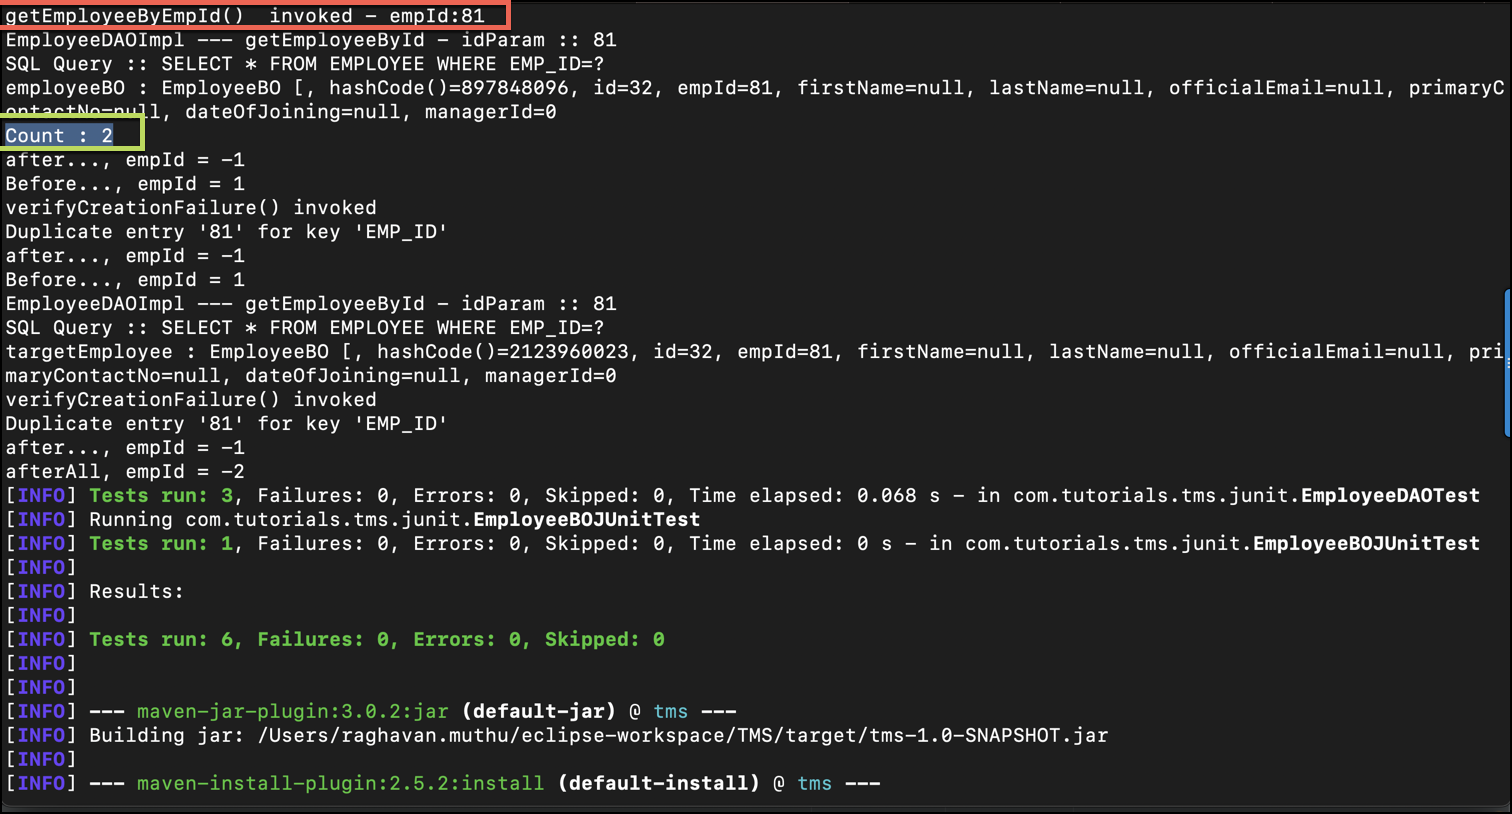 getEmployeeByEmpId()  invoked - empId:81
EmployeeDAOImpl --- getEmployeeById - idParam :: 81
SQL Query :: SELECT * FROM EMPLOYEE WHERE EMP_ID=?
employeeBO : EmployeeBO [, hashCode()=897848096, id=32, empId=81, firstName=null, lastName=null, officialEmail=null, primaryC
ontactNo=null, dateOfJoining=null, managerId=0
Count : 2
after..., empId = -1
Before..., empId = 1
verifyCreationFailure() invoked
Duplicate entry '81' for key 'EMP_ID'
after..., empId = -1
Before..., empId = 1
EmployeeDAOImpl --- getEmployeeById - idParam :: 81
SQL Query :: SELECT * FROM EMPLOYEE WHERE EMP_ID=?
targetEmployee : EmployeeBO [, hashCode()=2123960023, id=32, empId=81, firstName=null, lastName=null, officialEmail=null, pri
maryContactNo=null, dateOfJoining=null, managerId=0
verifyCreationFailure() invoked
Duplicate entry '81' for key 'EMP_ID'
after..., empId = -1
afterAll, empId = -2
[INFO] Tests run: 3, Failures: 0, Errors: 0, Skipped: 0, Time elapsed: 0.068 s - in com.tutorials.tms.junit.EmployeeDAOTest
[INFO] Running com.tutorials.tms.junit.EmployeeBOJUnitTest
[INFO] Tests run: 1, Failures: 0, Errors: 0, Skipped: 0, Time elapsed: 0 s - in com.tutorials.tms.junit.EmployeeBOJUnitTest
[INFO]
[INFO] Results:
[INFO]
[INFO] Tests run: 6, Failures: 0, Errors: 0, Skipped: 0
[INFO]
[INFO]
[INFO] --- maven-jar-plugin:3.0.2:jar (default-jar) @ tms ---
[INFO] Building jar: /Users/raghavan.muthu/eclipse-workspace/TMS/target/tms-1.0-SNAPSHOT.jar
[INFO]
[INFO] --- maven-install-plugin:2.5.2:install (default-install) @ tms ---